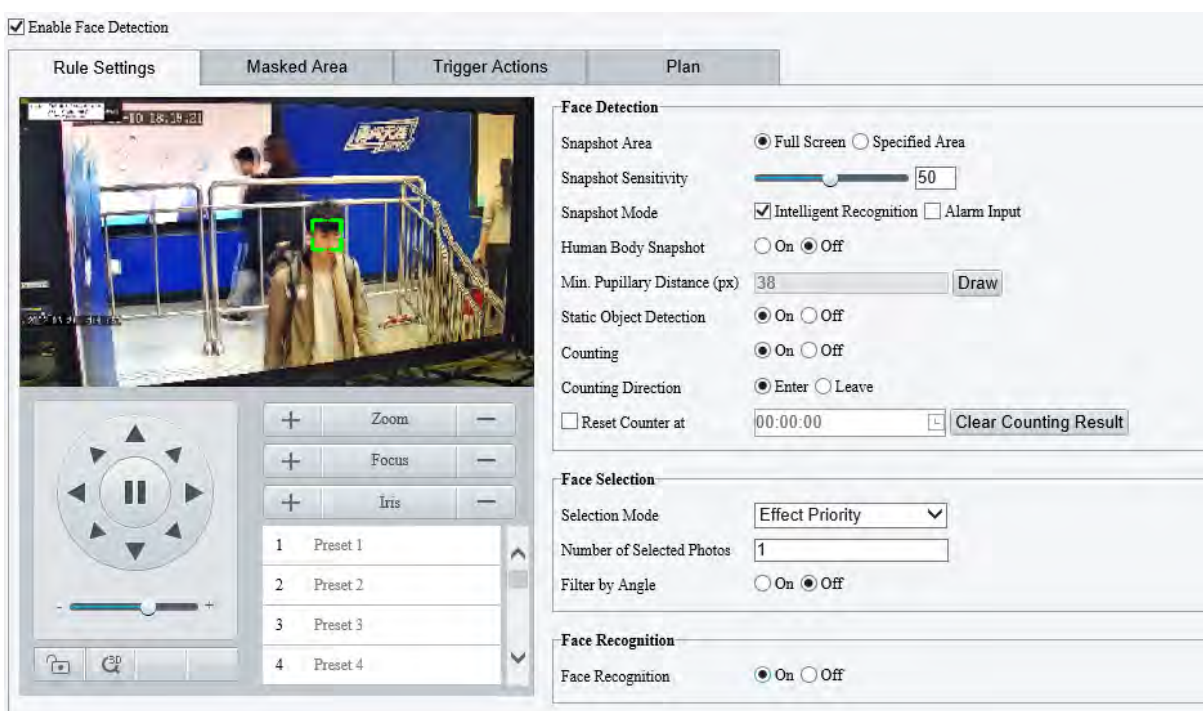 Enable Face Detection
Rule Settings
Masked Area
Trigger Actions
Plan
-10 18:19:21
Face Detection
Snapshot Area
Full Screen
Specified Area
Snapshot Sensitivity
50
Snapshot Mode
Intelligent Recognition
Alarm Input
Human Body Snapshot
On
Off
Min. Pupillary Distance (px)
38
Draw
Static Object Detection
On
Off
Counting
On
Off
Counting Direction
Enter
Leave
Reset Counter at
00:00:00
Clear Counting Result
+
Zoom
—
+
Focus
—
+
Iris
—
1 Preset 1
2 Preset 2
3 Preset 3
4 Preset 4
- +
3D
Face Selection
Selection Mode
Effect Priority
Number of Selected Photos
1
Filter by Angle
On
Off
Face Recognition
Face Recognition
On
Off